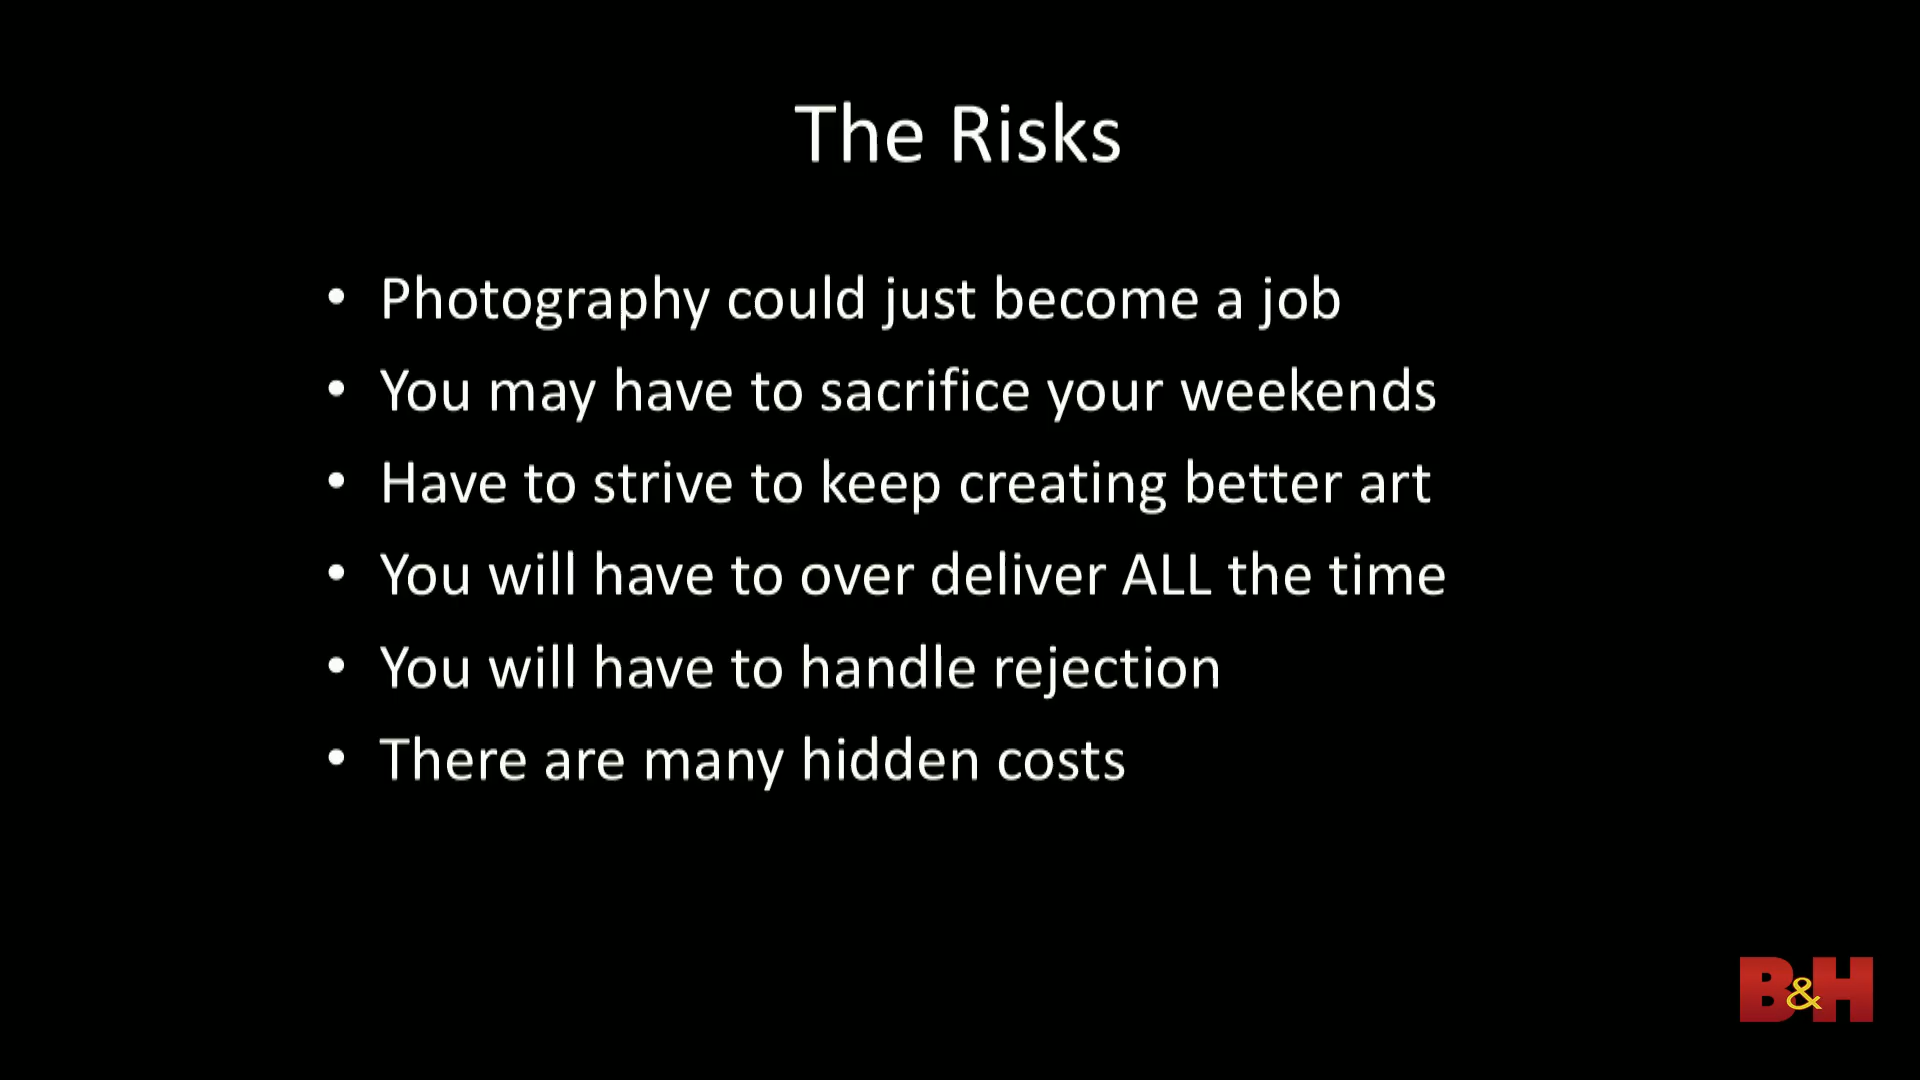 The Risks
• Photography could just become a job
• You may have to sacrifice your weekends
• Have to strive to keep creating better art
• You will have to over deliver ALL the time
• You will have to handle rejection
• There are many hidden costs
B&H